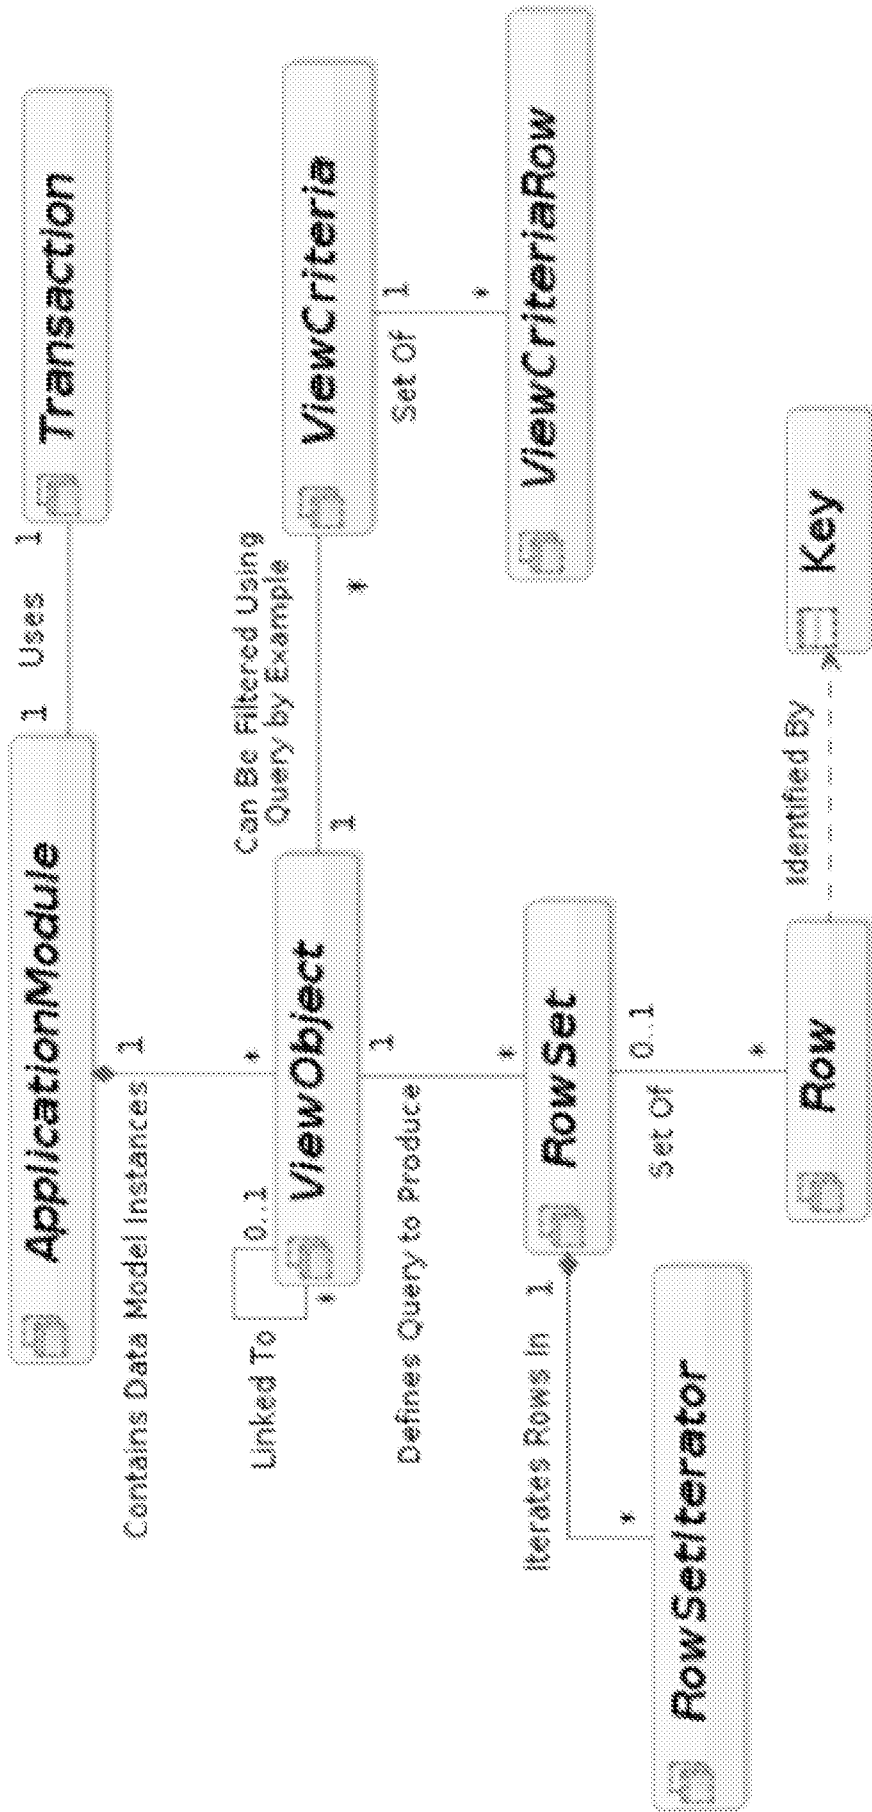 ApplicationModule
1 Uses 1
Transaction
Contains Data Model Instances
1
*
Linked To
0..1
*
ViewObject
Can Be Filtered Using
Query by Example
1
*
ViewCriteria
Defines Query to Produce
1
*
Set Of
1
*
ViewCriteriaRow
Iterates Rows In 1
*
RowSet
RowSetIterator
Set Of
0..1
*
Row
Identified By
Key